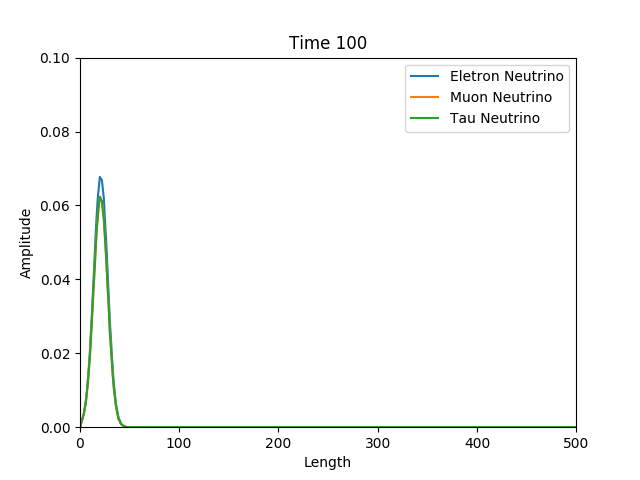 Time 100
0.10
0.08
0.06
0.04
0.02
0.00
Amplitude
Eletron Neutrino
Muon Neutrino
Tau Neutrino
0 100 200 300 400 500
Length